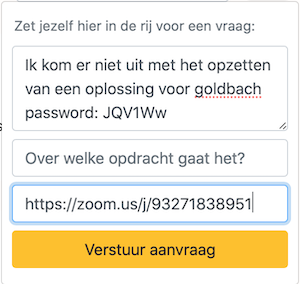 Zet jezelf hier in de rij voor een vraag:
Ik kom er niet uit met het opzetten
van een oplossing voor goldbach
password: JQV1Ww
Over welke opdracht gaat het?
https://zoom.us/j/93271838951
Verstuur aanvraag